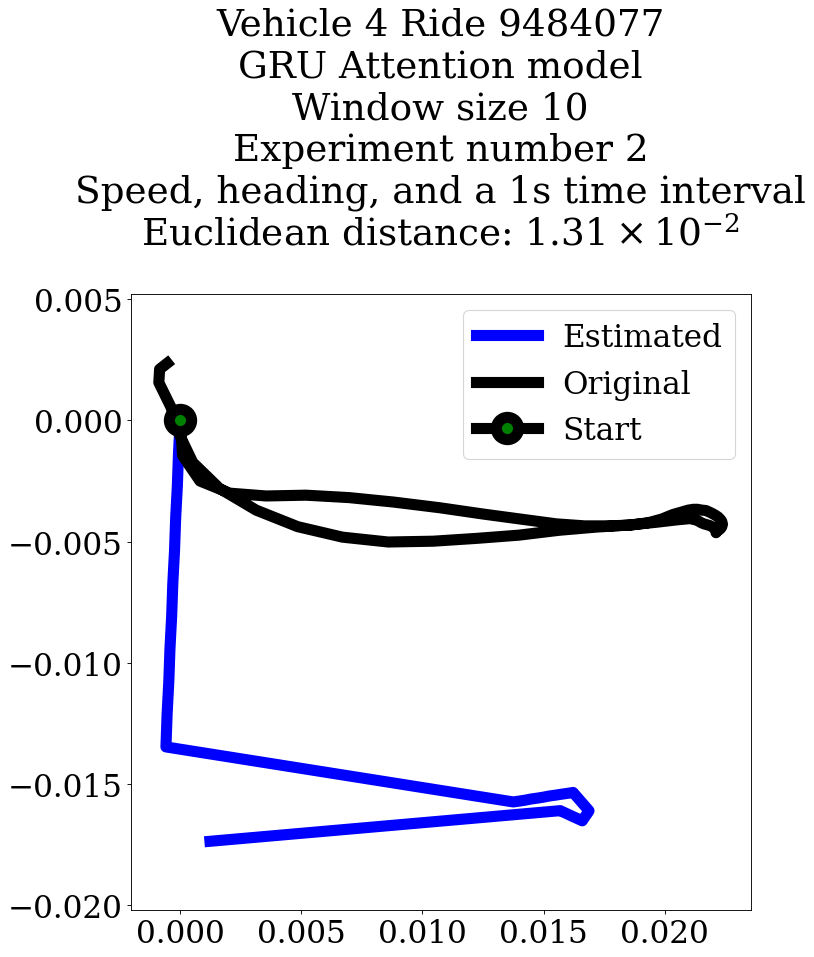 Vehicle 4 Ride 9484077
GRU Attention model
Window size 10
Experiment number 2
Speed, heading, and a 1s time interval
Euclidean distance: 1.31 × 10⁻²
Estimated
Original
Start
0.005
0.000
−0.005
−0.010
−0.015
−0.020
0.000 0.005 0.010 0.015 0.020